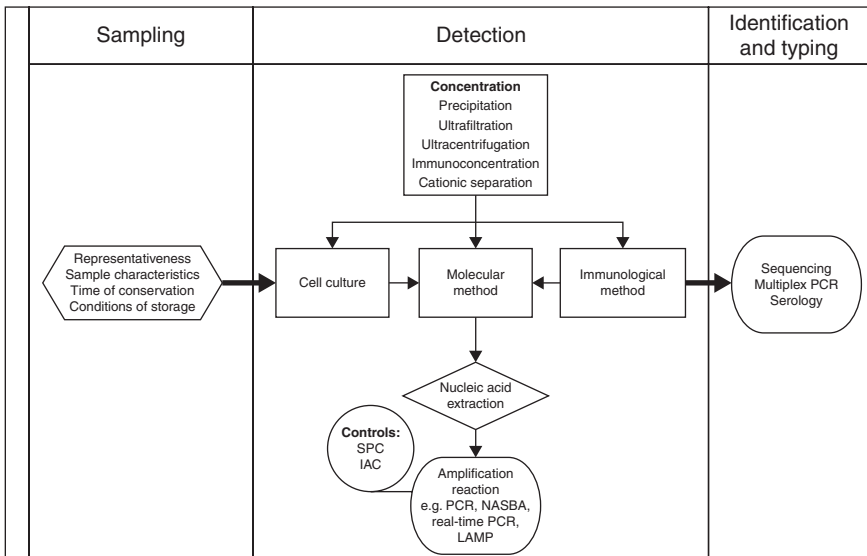 Sampling
Detection
Identification
and typing
Concentration
Precipitation
Ultrafiltration
Ultracentrifugation
Immunoconcentration
Cationic separation
Representativeness
Sample characteristics
Time of conservation
Conditions of storage
Cell culture
Molecular
method
Immunological
method
Sequencing
Multiplex PCR
Serology
Nucleic acid
extraction
Controls:
SPC
IAC
Amplification
reaction
e.g. PCR, NASBA,
real-time PCR,
LAMP